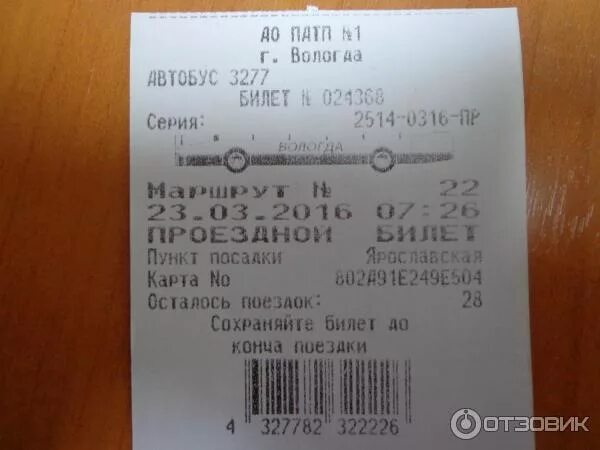 АО ПАТП №1
г. Вологда
АВТОБУС 3277
БИЛЕТ № 024368
Серия: 2514-0316-ПР
ВОЛОГДА
Маршрут № 22
23.03.2016 07:26
ПРОЕЗДНОЙ БИЛЕТ
Пункт посадки Ярославская
Карта No 802A91E249E504
Осталось поездок: 28
Сохраняйте билет до
конца поездки
4 327782 322226
ОТЗОВИК